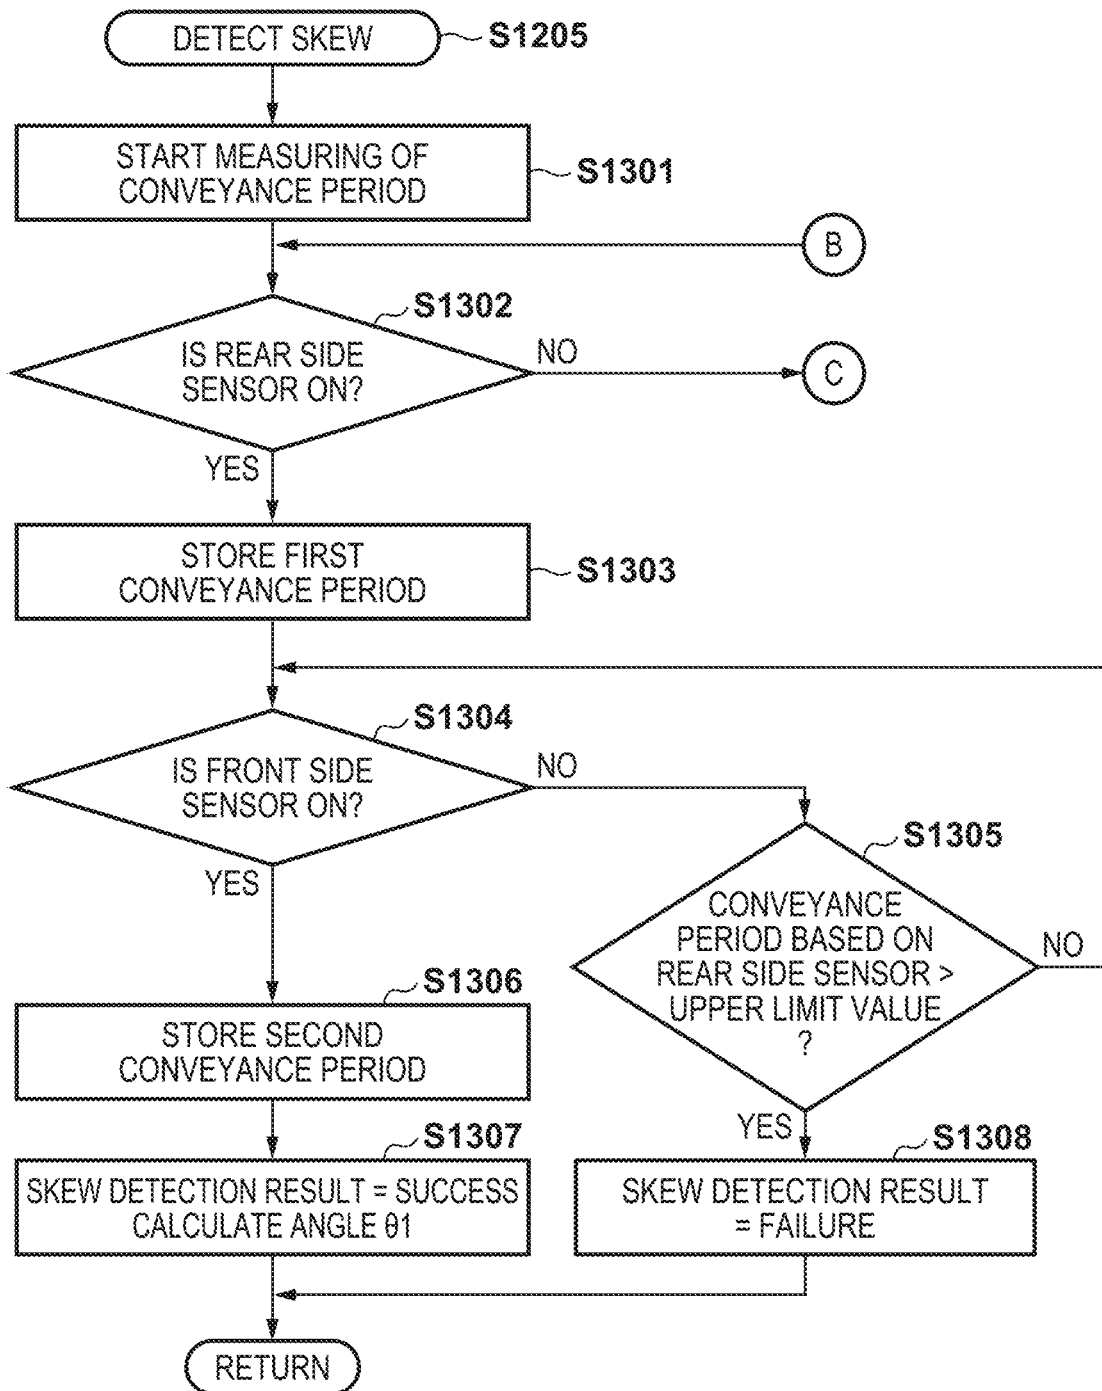 DETECT SKEW
S1205
START MEASURING OF
CONVEYANCE PERIOD
S1301
B
S1302
IS REAR SIDE
SENSOR ON?
NO
C
YES
STORE FIRST
CONVEYANCE PERIOD
S1303
S1304
IS FRONT SIDE
SENSOR ON?
NO
YES
S1305
CONVEYANCE
PERIOD BASED ON
REAR SIDE SENSOR >
UPPER LIMIT VALUE
?
NO
YES
S1306
STORE SECOND
CONVEYANCE PERIOD
S1307
SKEW DETECTION RESULT = SUCCESS
CALCULATE ANGLE θ1
S1308
SKEW DETECTION RESULT
= FAILURE
RETURN